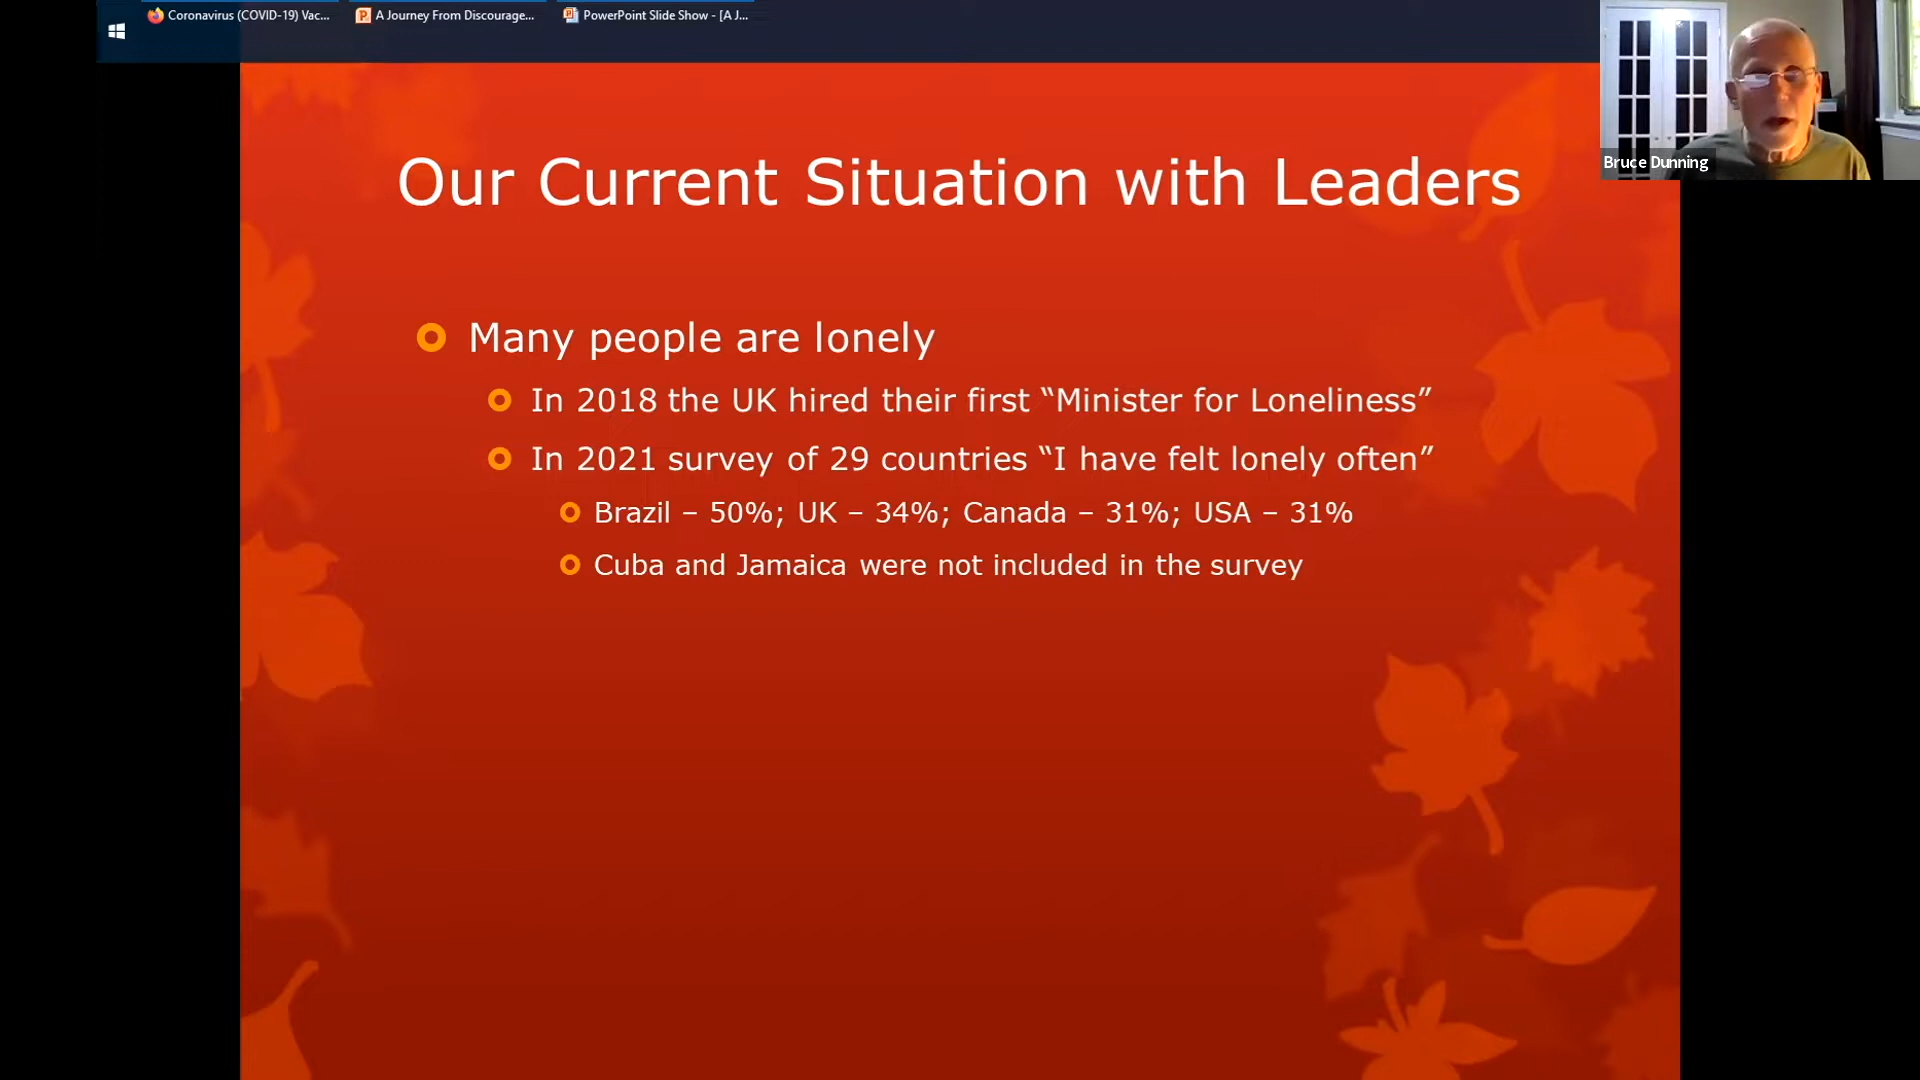 Coronavirus (COVID-19) Vac...
A Journey From Discourage...
PowerPoint Slide Show - [A J...
Bruce Dunning
Our Current Situation with Leaders
Many people are lonely
In 2018 the UK hired their first “Minister for Loneliness”
In 2021 survey of 29 countries “I have felt lonely often”
Brazil – 50%; UK – 34%; Canada – 31%; USA – 31%
Cuba and Jamaica were not included in the survey